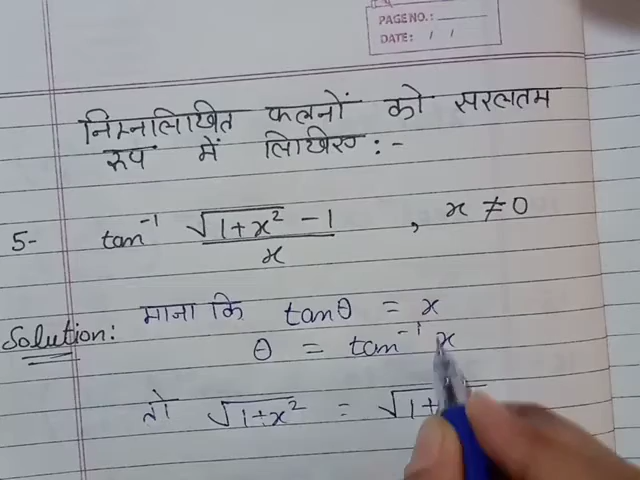 PAGE NO.:
DATE: / /
निम्नलिखित फलनों को सरलतम
रूप में लिखिए :-
5- tan⁻¹ (√(1+x²) - 1)/x , x ≠ 0
Solution: माना कि tanθ = x
θ = tan⁻¹ x
तो √(1+x²) = √1+